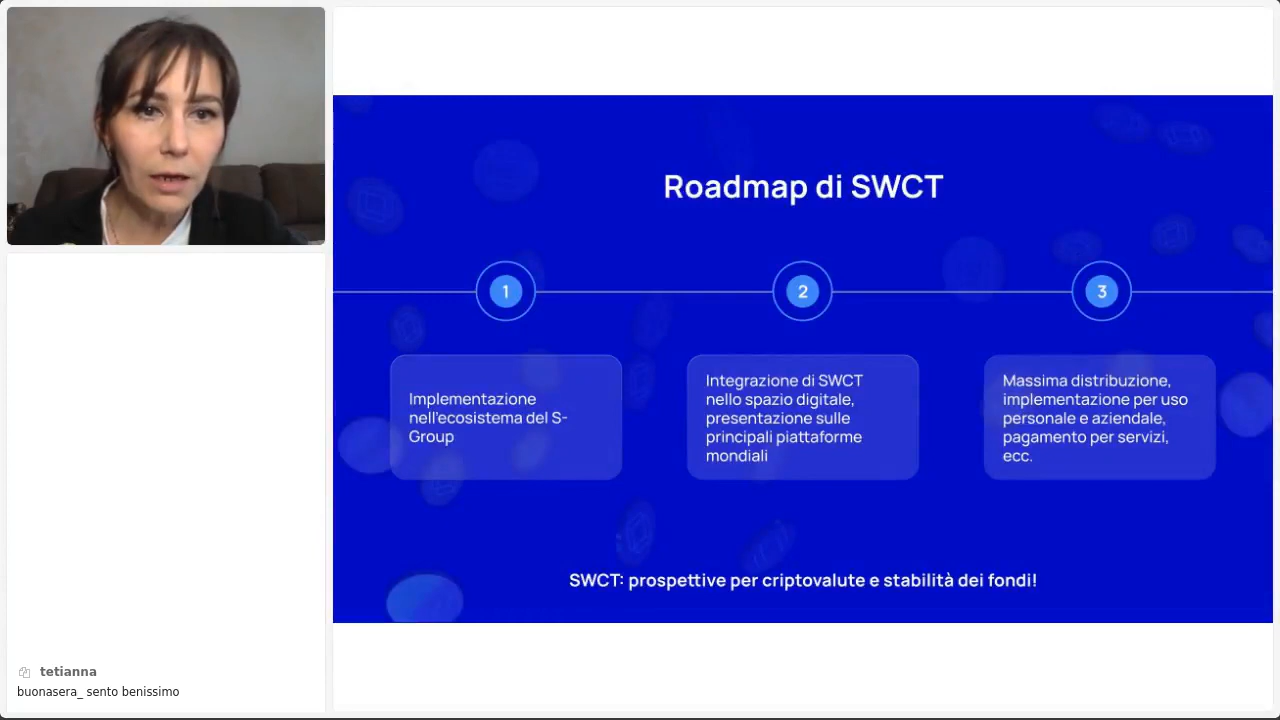 Roadmap di SWCT
1
2
3
Implementazione
nell'ecosistema del S-
Group
Integrazione di SWCT
nello spazio digitale,
presentazione sulle
principali piattaforme
mondiali
Massima distribuzione,
implementazione per uso
personale e aziendale,
pagamento per servizi,
ecc.
SWCT: prospettive per criptovalute e stabilità dei fondi!
tetianna
buonasera_ sento benissimo